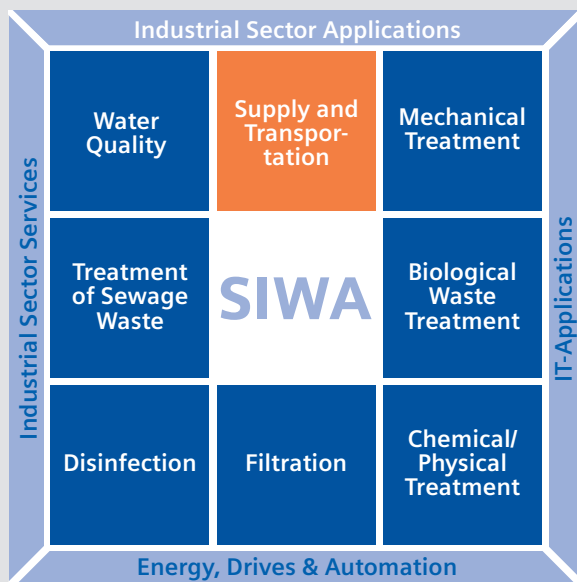 Industrial Sector Applications
Water
Quality
Supply and
Transpor-
tation
Mechanical
Treatment
Industrial Sector Services
Treatment
of Sewage
Waste
SIWA
Biological
Waste
Treatment
IT-Applications
Disinfection
Filtration
Chemical/
Physical
Treatment
Energy, Drives & Automation